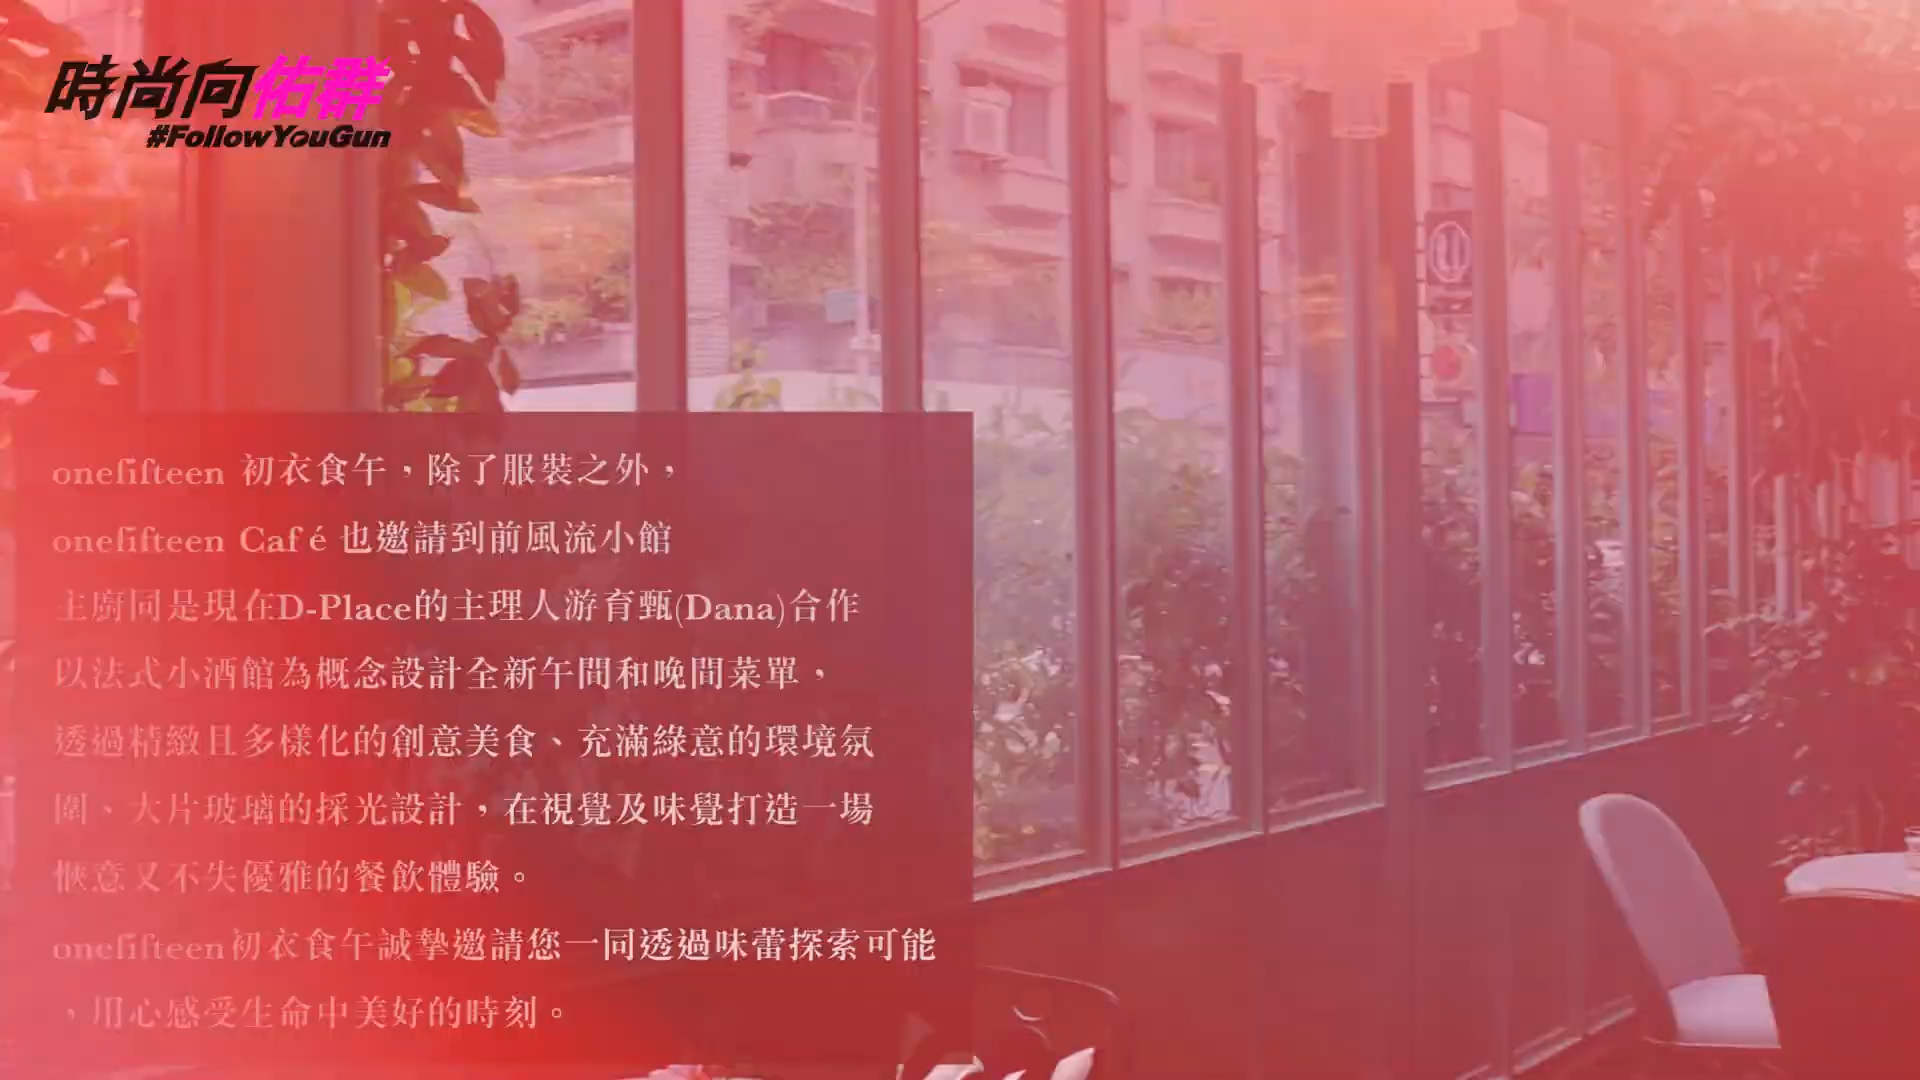 時尚向佑群
#FollowYouGun
onefifteen 初衣食午，除了服裝之外，
onefifteen Café 也邀請到前風流小館
主廚同是現在D-Place的主理人游育甄(Dana)合作
以法式小酒館為概念設計全新午間和晚間菜單，
透過精緻且多樣化的創意美食、充滿綠意的環境氛
圍、大片玻璃的採光設計，在視覺及味覺打造一場
愜意又不失優雅的餐飲體驗。
onefifteen初衣食午誠摯邀請您一同透過味蕾探索可能
，用心感受生命中美好的時刻。